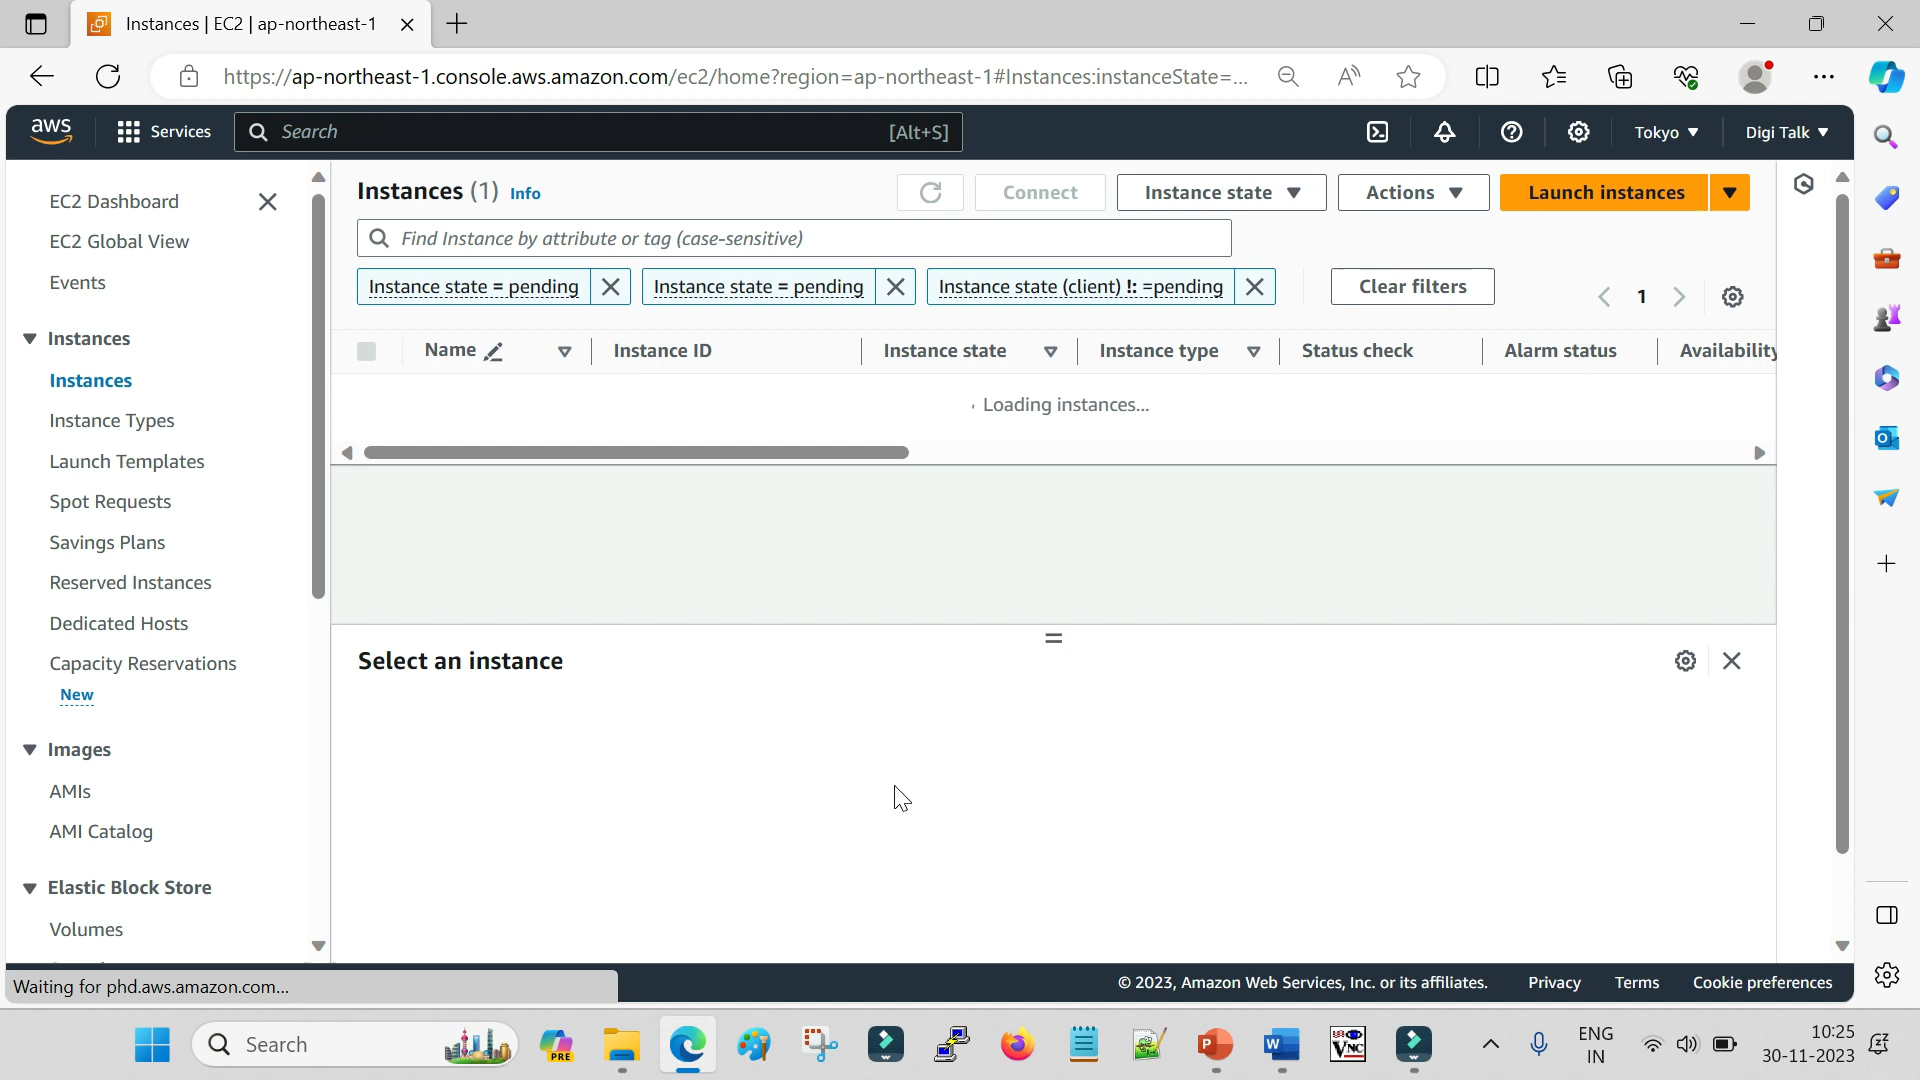 Instances | EC2 | ap-northeast-1
https://ap-northeast-1.console.aws.amazon.com/ec2/home?region=ap-northeast-1#Instances:instanceState=...
aws Services Search [Alt+S] Tokyo Digi Talk
EC2 Dashboard
EC2 Global View
Events
Instances
Instances
Instance Types
Launch Templates
Spot Requests
Savings Plans
Reserved Instances
Dedicated Hosts
Capacity Reservations
New
Images
AMIs
AMI Catalog
Elastic Block Store
Volumes
Instances (1) Info Connect Instance state Actions Launch instances
Find Instance by attribute or tag (case-sensitive)
Instance state = pending Instance state = pending Instance state (client) !: =pending Clear filters 1
Name Instance ID Instance state Instance type Status check Alarm status Availability
Loading instances...
Select an instance
Waiting for phd.aws.amazon.com...
© 2023, Amazon Web Services, Inc. or its affiliates. Privacy Terms Cookie preferences
Search PRE VNC ENG
IN
10:25
30-11-2023